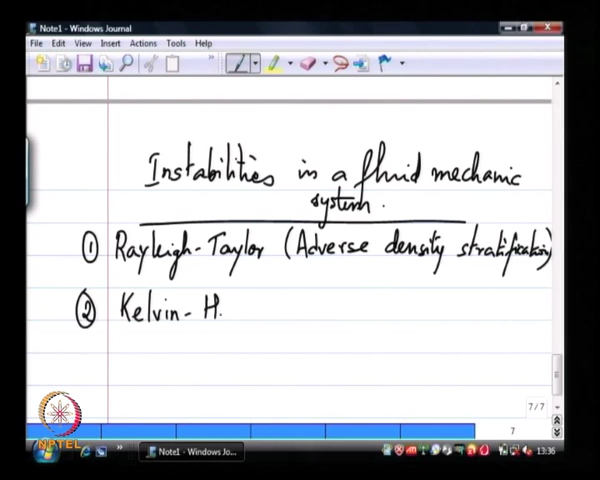 Note1 - Windows Journal
File Edit View Insert Actions Tools Help
Instabilities in a fluid mechanic
system.
① Rayleigh-Taylor (Adverse density stratification)
② Kelvin- H.
7/7
7
NPTEL
Note1 - Windows Jo...
13:36